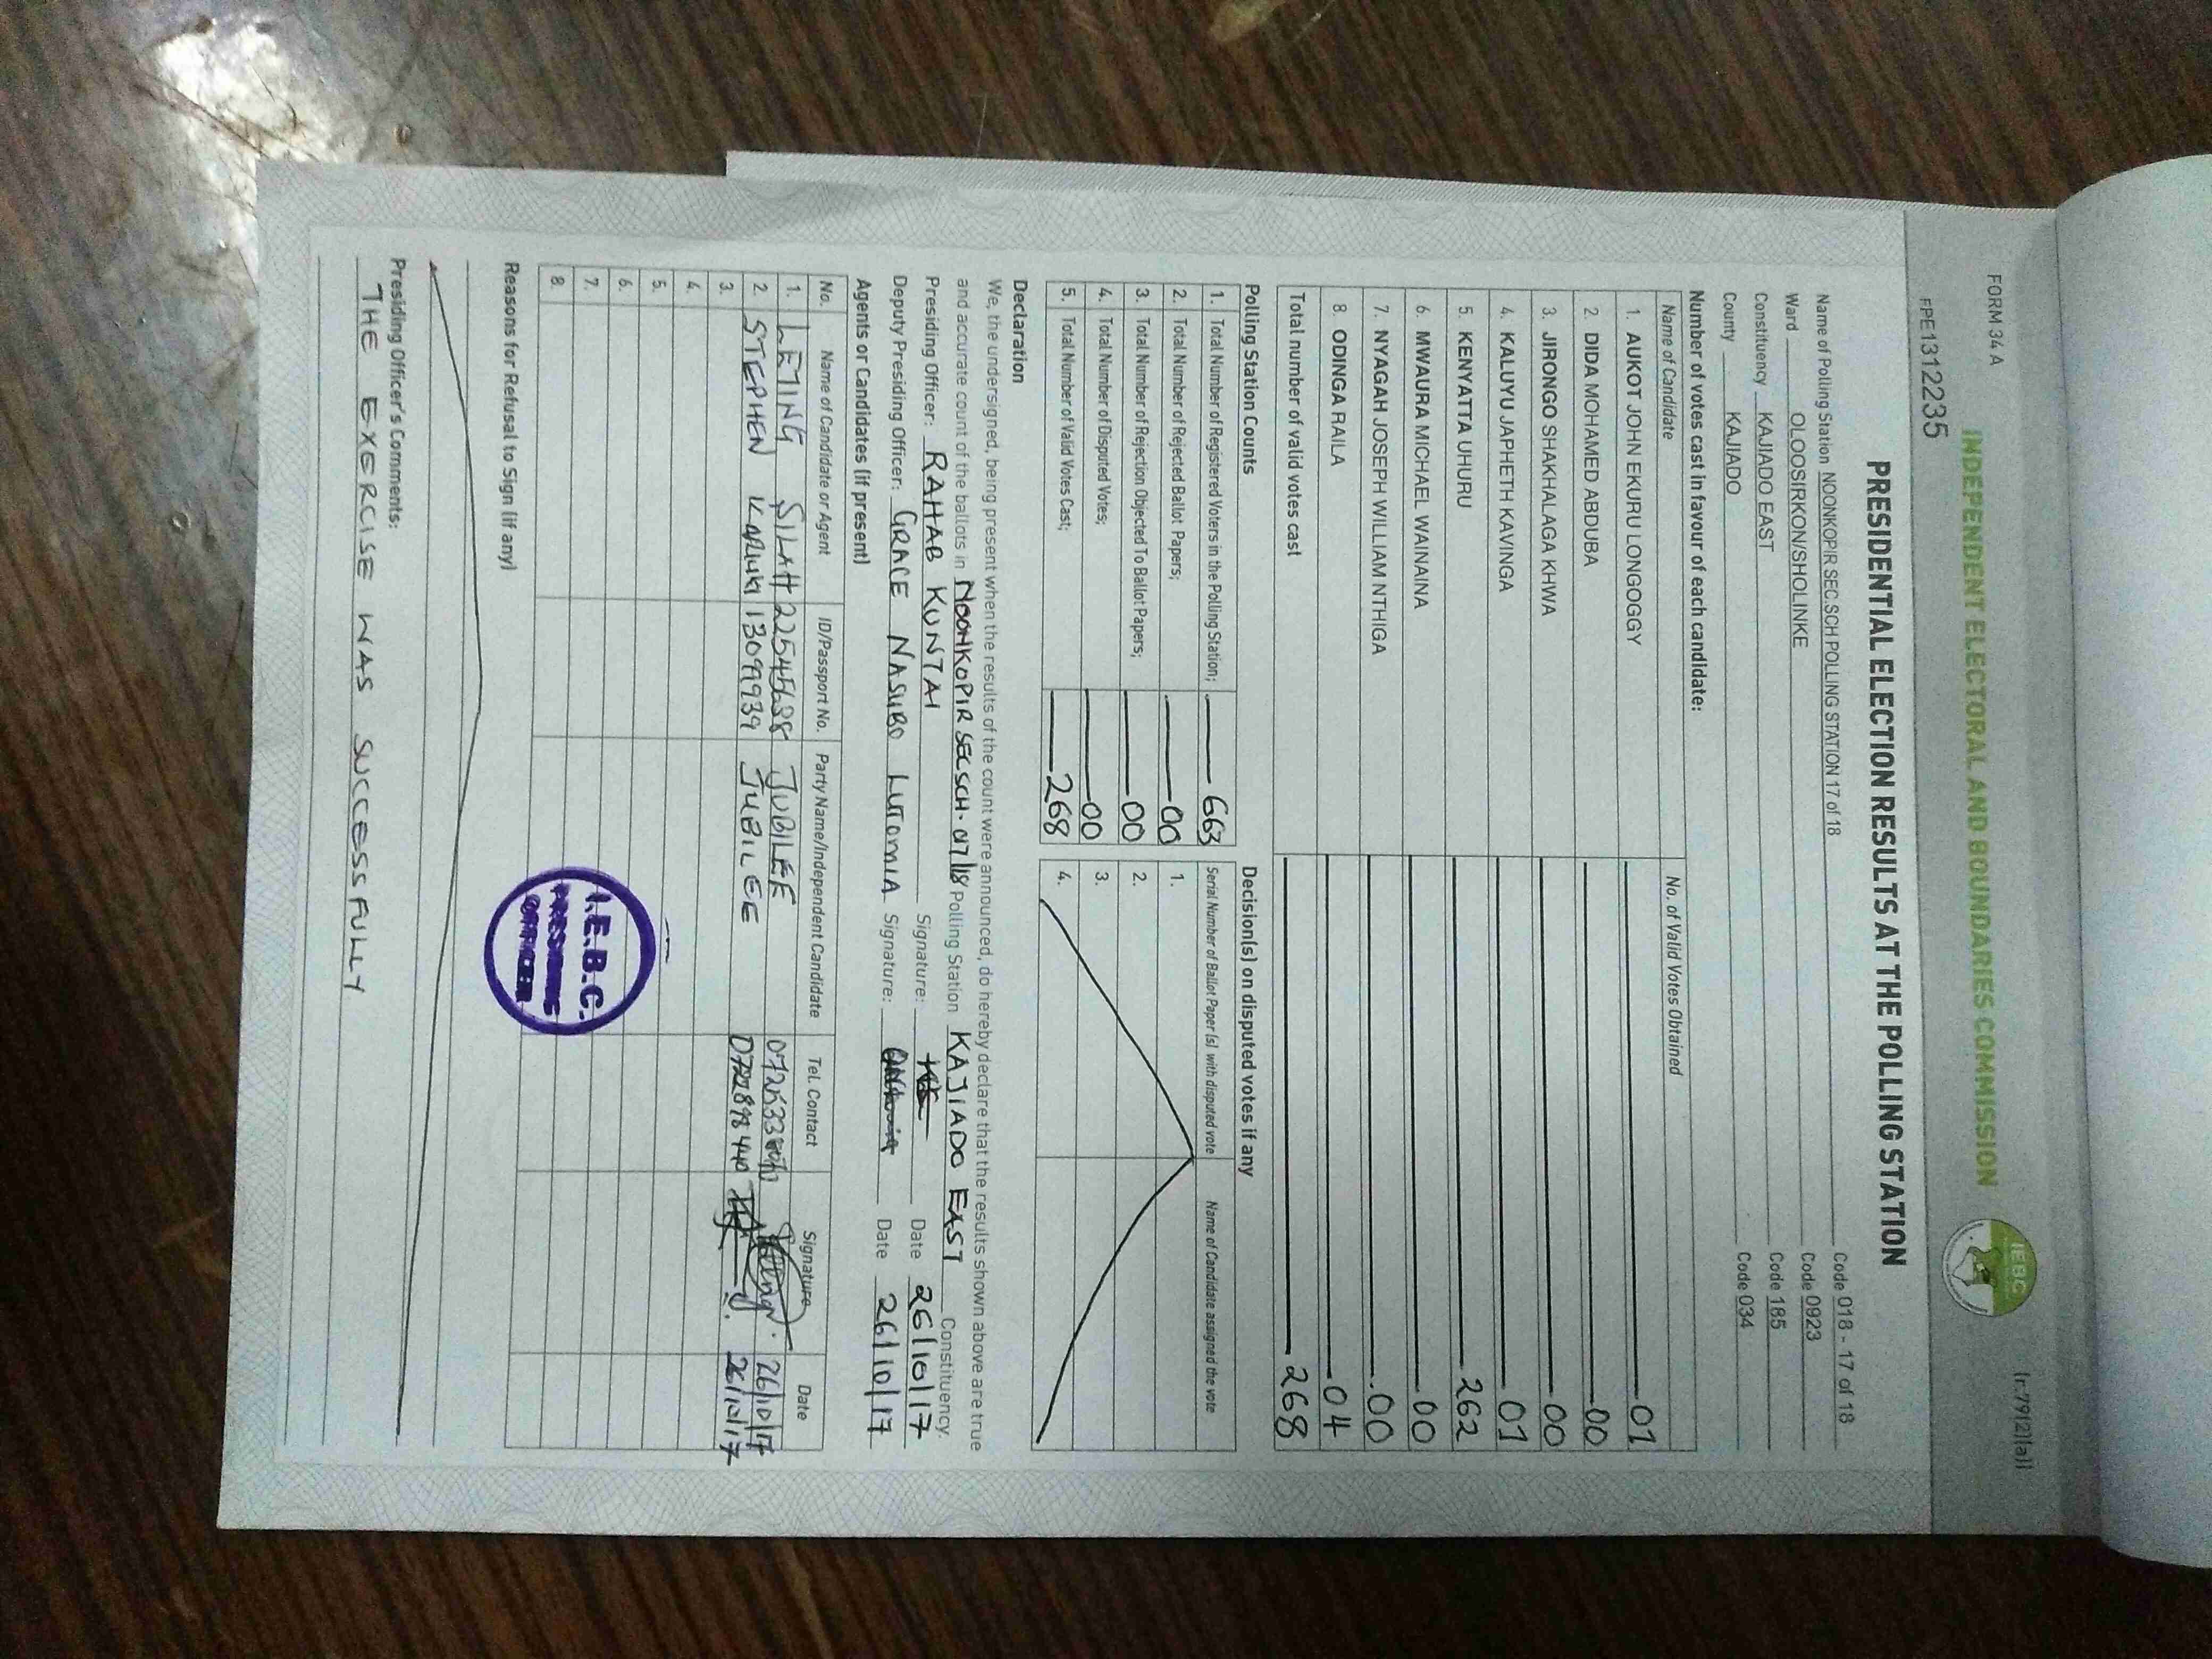 FORM 34 A
(r.79(2)(a))
INDEPENDENT ELECTORAL AND BOUNDARIES COMMISSION
IEBC
FPE131235
PRESIDENTIAL ELECTION RESULTS AT THE POLLING STATION
Name of Polling Station NOONKOPIR SEC.SCH POLLING STATION 17 of 18 Code 018 - 17 of 18
Ward OLOOSIRKON/SHOLINKE Code 0923
Constituency KAJIADO EAST Code 185
County KAJIADO Code 034
Number of votes cast in favour of each candidate:
Name of Candidate No. of Valid Votes Obtained
1. AUKOT JOHN EKURU LONGOGGY 01
2. DIDA MOHAMED ABDUBA 00
3. JIRONGO SHAKHALAGA KHWA 00
4. KALUYU JAPHETH KAVINGA 01
5. KENYATTA UHURU 262
6. MWAURA MICHAEL WAINAINA 00
7. NYAGAH JOSEPH WILLIAM NTHIGA 00
8. ODINGA RAILA 04
Total number of valid votes cast 268
Polling Station Counts Decision(s) on disputed votes if any
1. Total Number of Registered Voters in the Polling Station; 663 Serial Number of Ballot Paper (s) with disputed vote Name of Candidate assigned the vote
2. Total Number of Rejected Ballot Papers; 00 1.
3. Total Number of Rejection Objected To Ballot Papers; 00 2.
4. Total Number of Disputed Votes; 00 3.
5. Total Number of Valid Votes Cast; 268 4.
Declaration
We, the undersigned, being present when the results of the count were announced, do hereby declare that the results shown above are true
and accurate count of the ballots in NOONKOPIR SEC SCH. Polling Station KAJIADO EAST Constituency.
Presiding Officer: RAHAB KUNTAI Signature: Date 26/10/17
Deputy Presiding Officer: GRACE NASUBO LUTOMIA Signature: Date 26/10/17
Agents or Candidates (if present)
No. Name of Candidate or Agent ID/Passport No. Party Name/Independent Candidate Tel. Contact Signature Date
1. LETING SILAH JUBILEE 26/10/17
2. STEPHEN KARIUKI 13099939 JUBILEE 26/10/17
3.
4.
5.
6.
7.
8.
I.E.B.C.
PRESIDING
OFFICER
Reasons for Refusal to Sign (if any)
Presiding Officer's Comments:
THE EXERCISE WAS SUCCESSFULLY